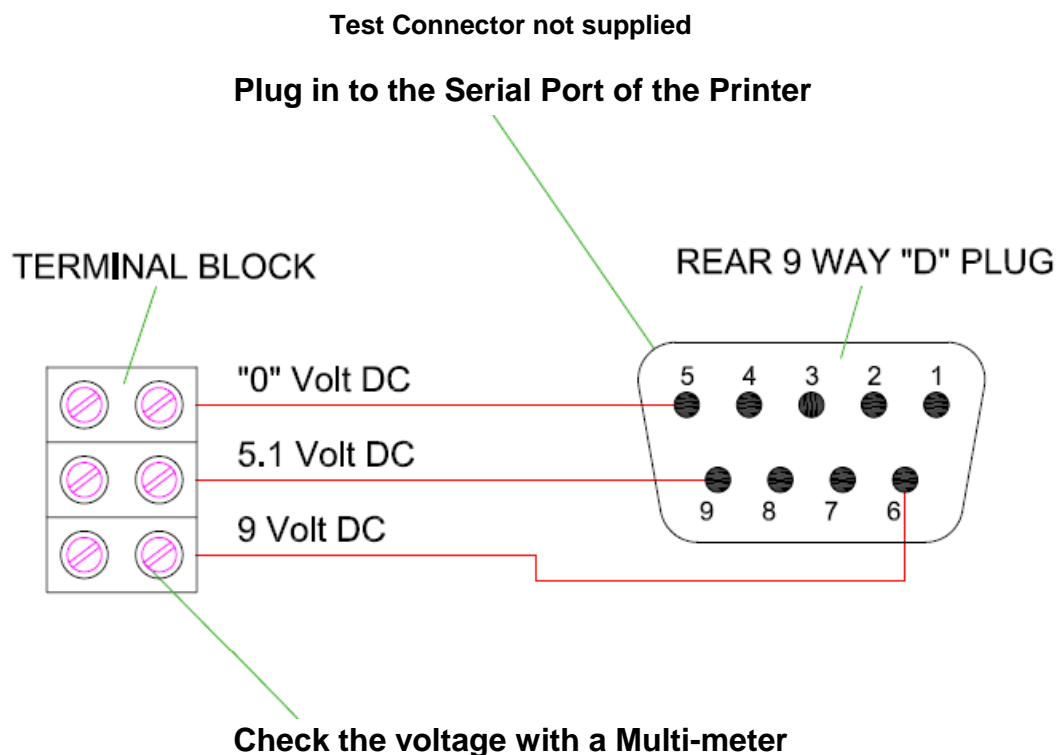 Test Connector not supplied
Plug in to the Serial Port of the Printer
TERMINAL BLOCK
REAR 9 WAY "D" PLUG
"0" Volt DC
5.1 Volt DC
9 Volt DC
5 4 3 2 1
9 8 7 6
Check the voltage with a Multi-meter